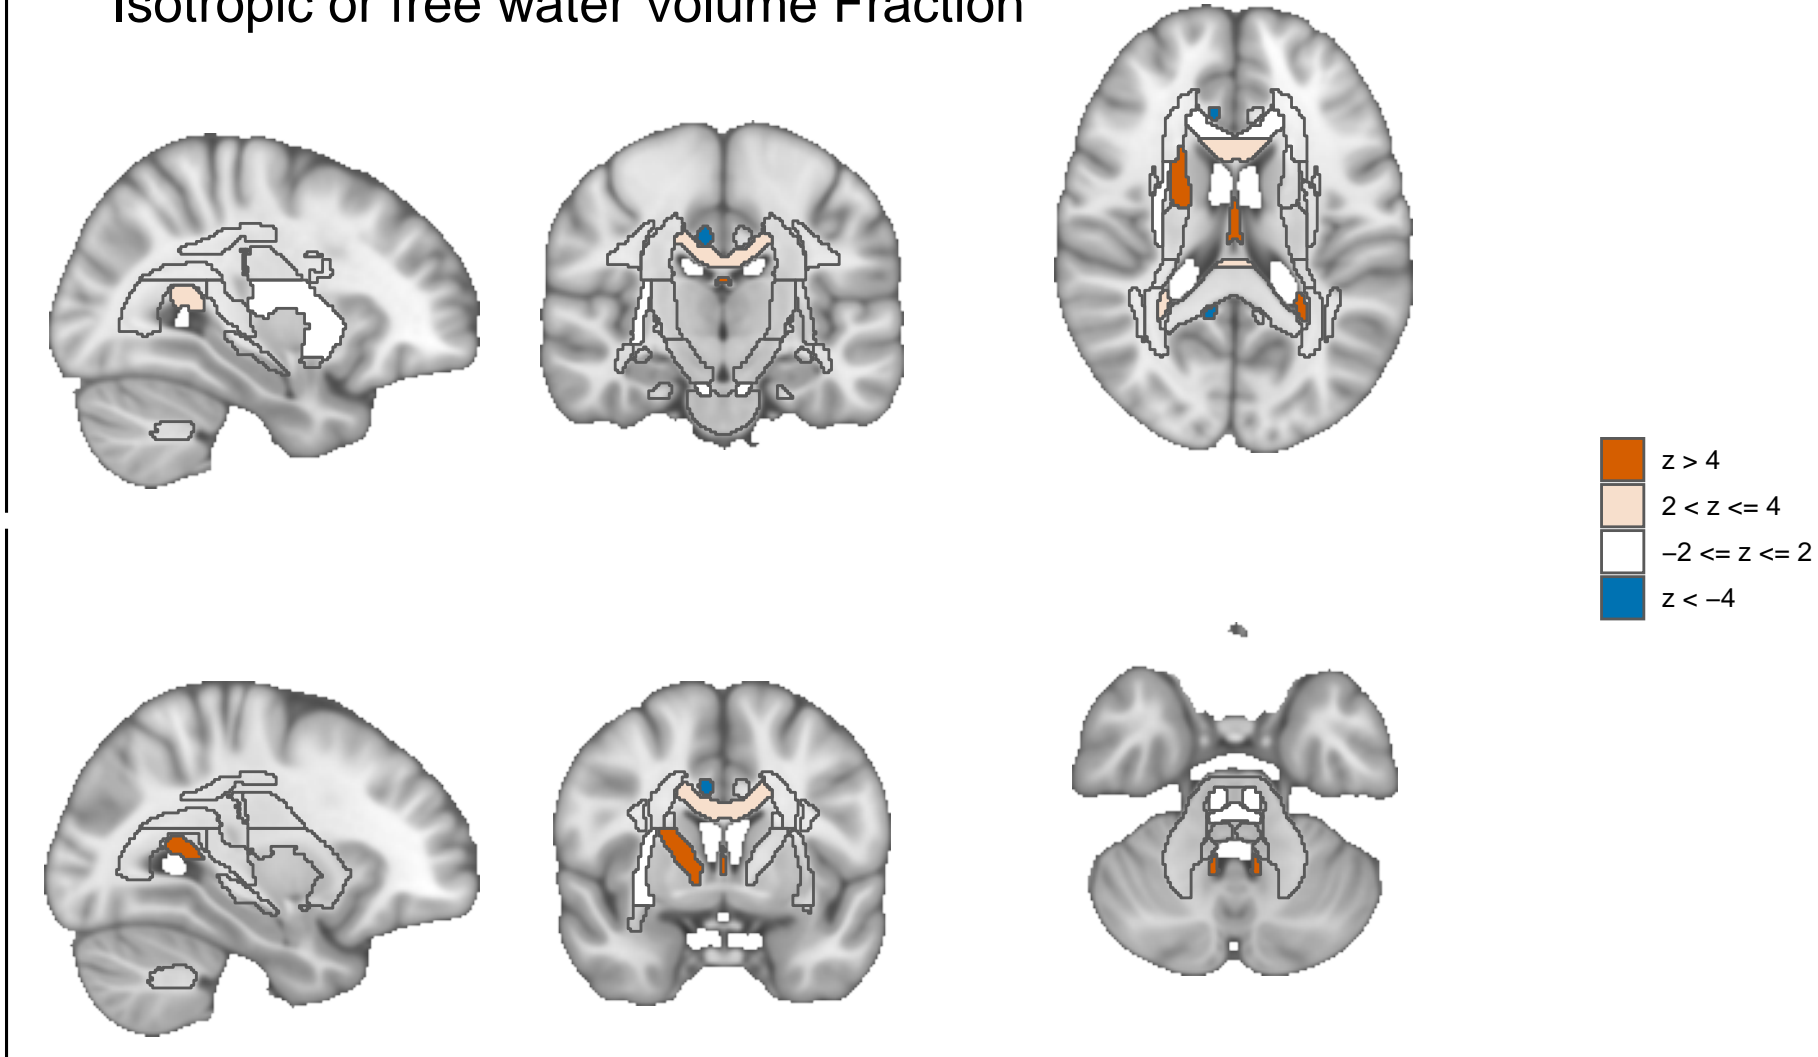 Isotropic or free water Volume Fraction
z > 4
2 < z <= 4
−2 <= z <= 2
z < −4